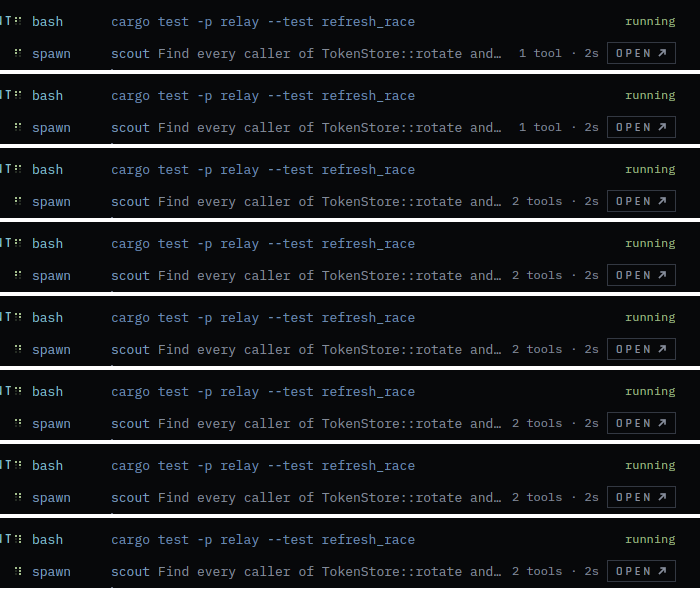 NT bash cargo test -p relay --test refresh_race running
spawn scout Find every caller of TokenStore::rotate and… 1 tool · 2s OPEN ↗
NT bash cargo test -p relay --test refresh_race running
spawn scout Find every caller of TokenStore::rotate and… 1 tool · 2s OPEN ↗
NT bash cargo test -p relay --test refresh_race running
spawn scout Find every caller of TokenStore::rotate and… 2 tools · 2s OPEN ↗
NT bash cargo test -p relay --test refresh_race running
spawn scout Find every caller of TokenStore::rotate and… 2 tools · 2s OPEN ↗
NT bash cargo test -p relay --test refresh_race running
spawn scout Find every caller of TokenStore::rotate and… 2 tools · 2s OPEN ↗
NT bash cargo test -p relay --test refresh_race running
spawn scout Find every caller of TokenStore::rotate and… 2 tools · 2s OPEN ↗
NT bash cargo test -p relay --test refresh_race running
spawn scout Find every caller of TokenStore::rotate and… 2 tools · 2s OPEN ↗
NT bash cargo test -p relay --test refresh_race running
spawn scout Find every caller of TokenStore::rotate and… 2 tools · 2s OPEN ↗